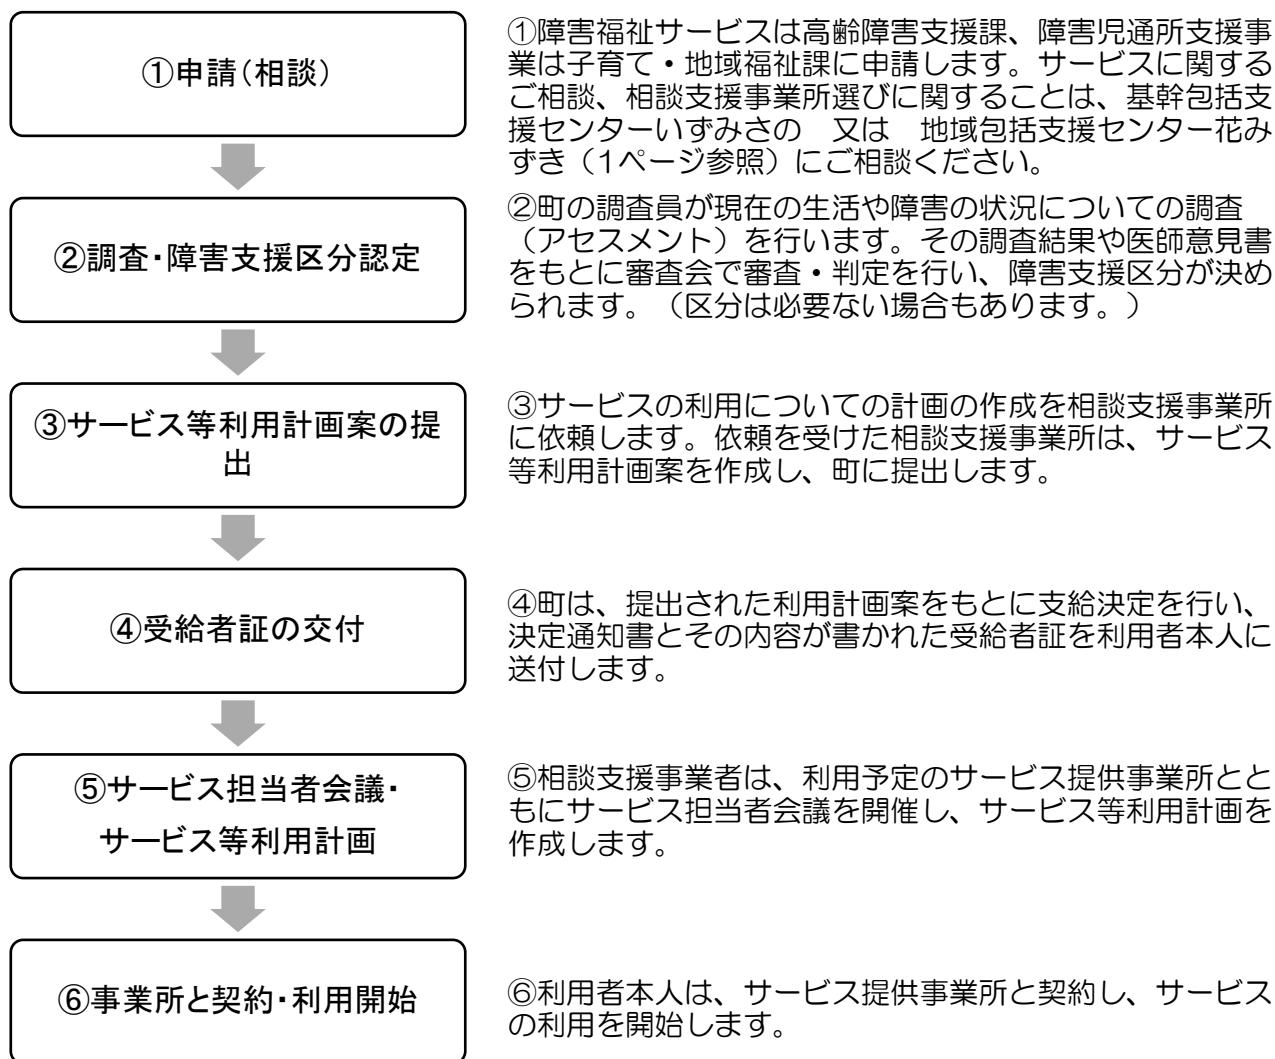 ①申請(相談)
①障害福祉サービスは高齢障害支援課、障害児通所支援事
業は子育て・地域福祉課に申請します。サービスに関する
ご相談、相談支援事業所選びに関することは、基幹包括支
援センターいずみさの　又は　地域包括支援センター花み
ずき（1ページ参照）にご相談ください。
②調査・障害支援区分認定
②町の調査員が現在の生活や障害の状況についての調査
（アセスメント）を行います。その調査結果や医師意見書
をもとに審査会で審査・判定を行い、障害支援区分が決め
られます。（区分は必要ない場合もあります。）
③サービス等利用計画案の提
出
③サービスの利用についての計画の作成を相談支援事業所
に依頼します。依頼を受けた相談支援事業所は、サービス
等利用計画案を作成し、町に提出します。
④受給者証の交付
④町は、提出された利用計画案をもとに支給決定を行い、
決定通知書とその内容が書かれた受給者証を利用者本人に
送付します。
⑤サービス担当者会議・
サービス等利用計画
⑤相談支援事業者は、利用予定のサービス提供事業所とと
もにサービス担当者会議を開催し、サービス等利用計画を
作成します。
⑥事業所と契約・利用開始
⑥利用者本人は、サービス提供事業所と契約し、サービス
の利用を開始します。